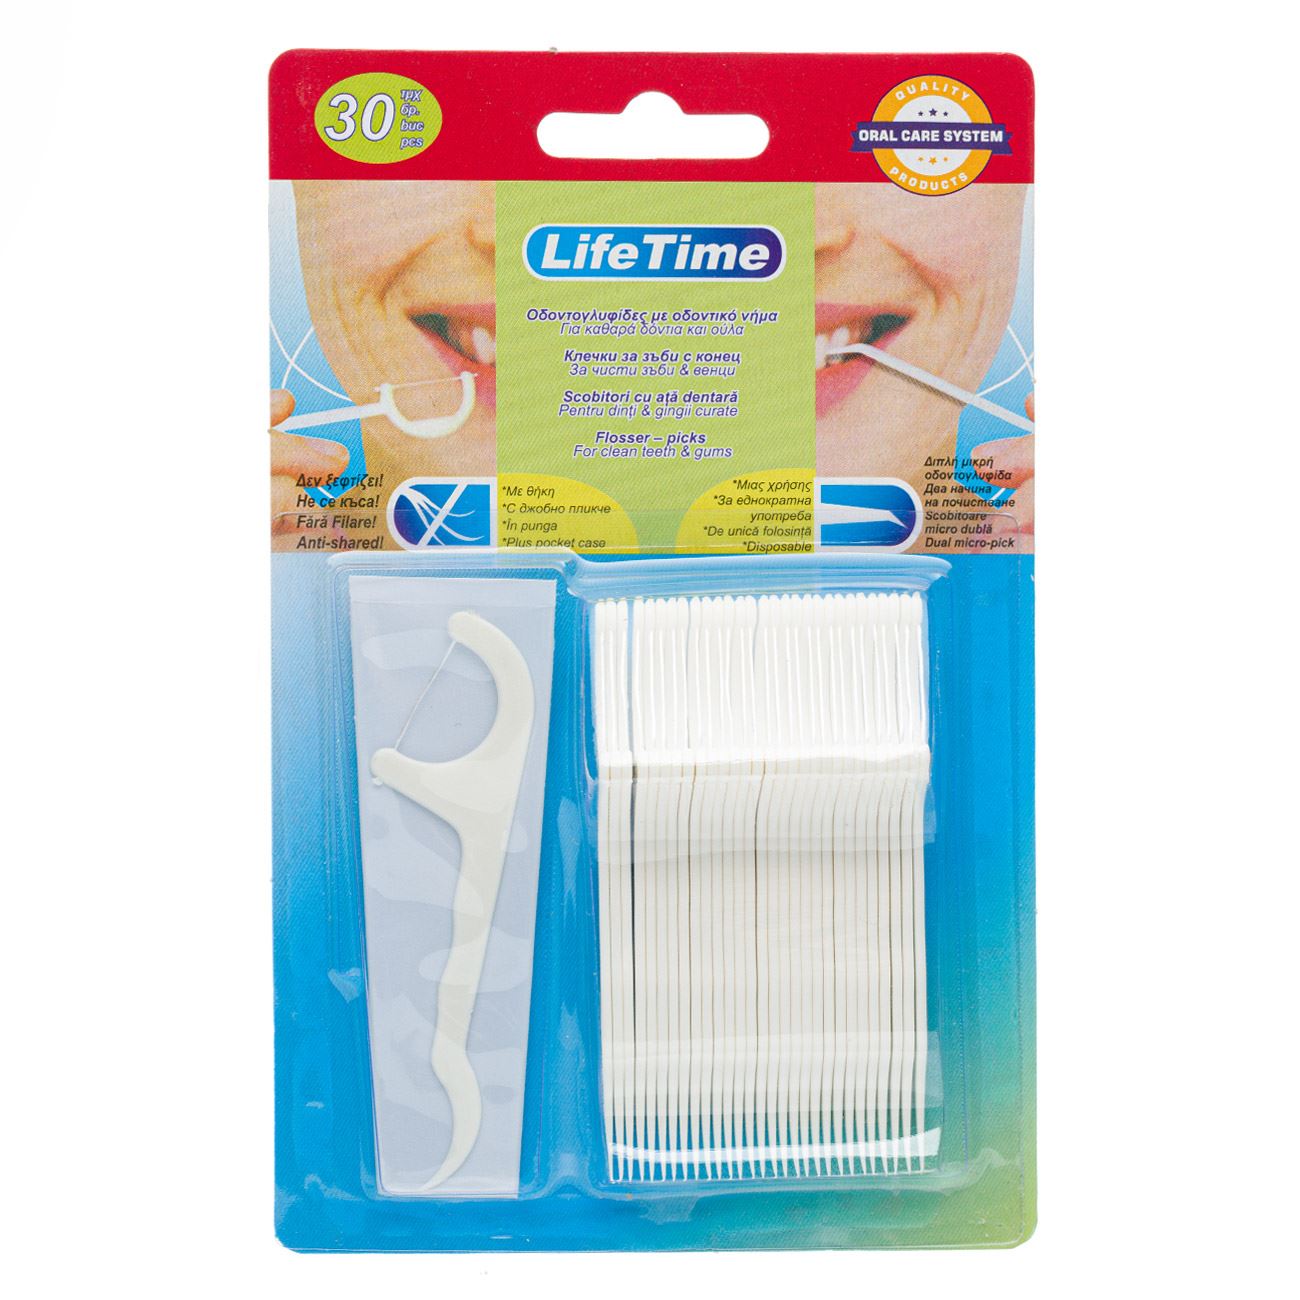 30 τμχ
бр.
buc
pcs
QUALITY
ORAL CARE SYSTEM
PRODUCTS
LifeTime
Οδοντογλυφίδες με οδοντικό νήμα
Για καθαρά δόντια και ούλα
Клечки за зъби с конец
За чисти зъби & венци
Scobitori cu ață dentară
Pentru dinți & gingii curate
Flosser – picks
For clean teeth & gums
Δεν ξεφτίζει!
Не се къса!
Fără Filare!
Anti-shared!
*Με θήκη
*С джобно пликче
*În punga
*Plus pocket case
*Μιας χρήσης
*За еднократна
употреба
*De unică folosință
*Disposable
Διπλή μικρή
οδοντογλυφίδα
Два начина
на почистване
Scobitoare
micro dublă
Dual micro-pick